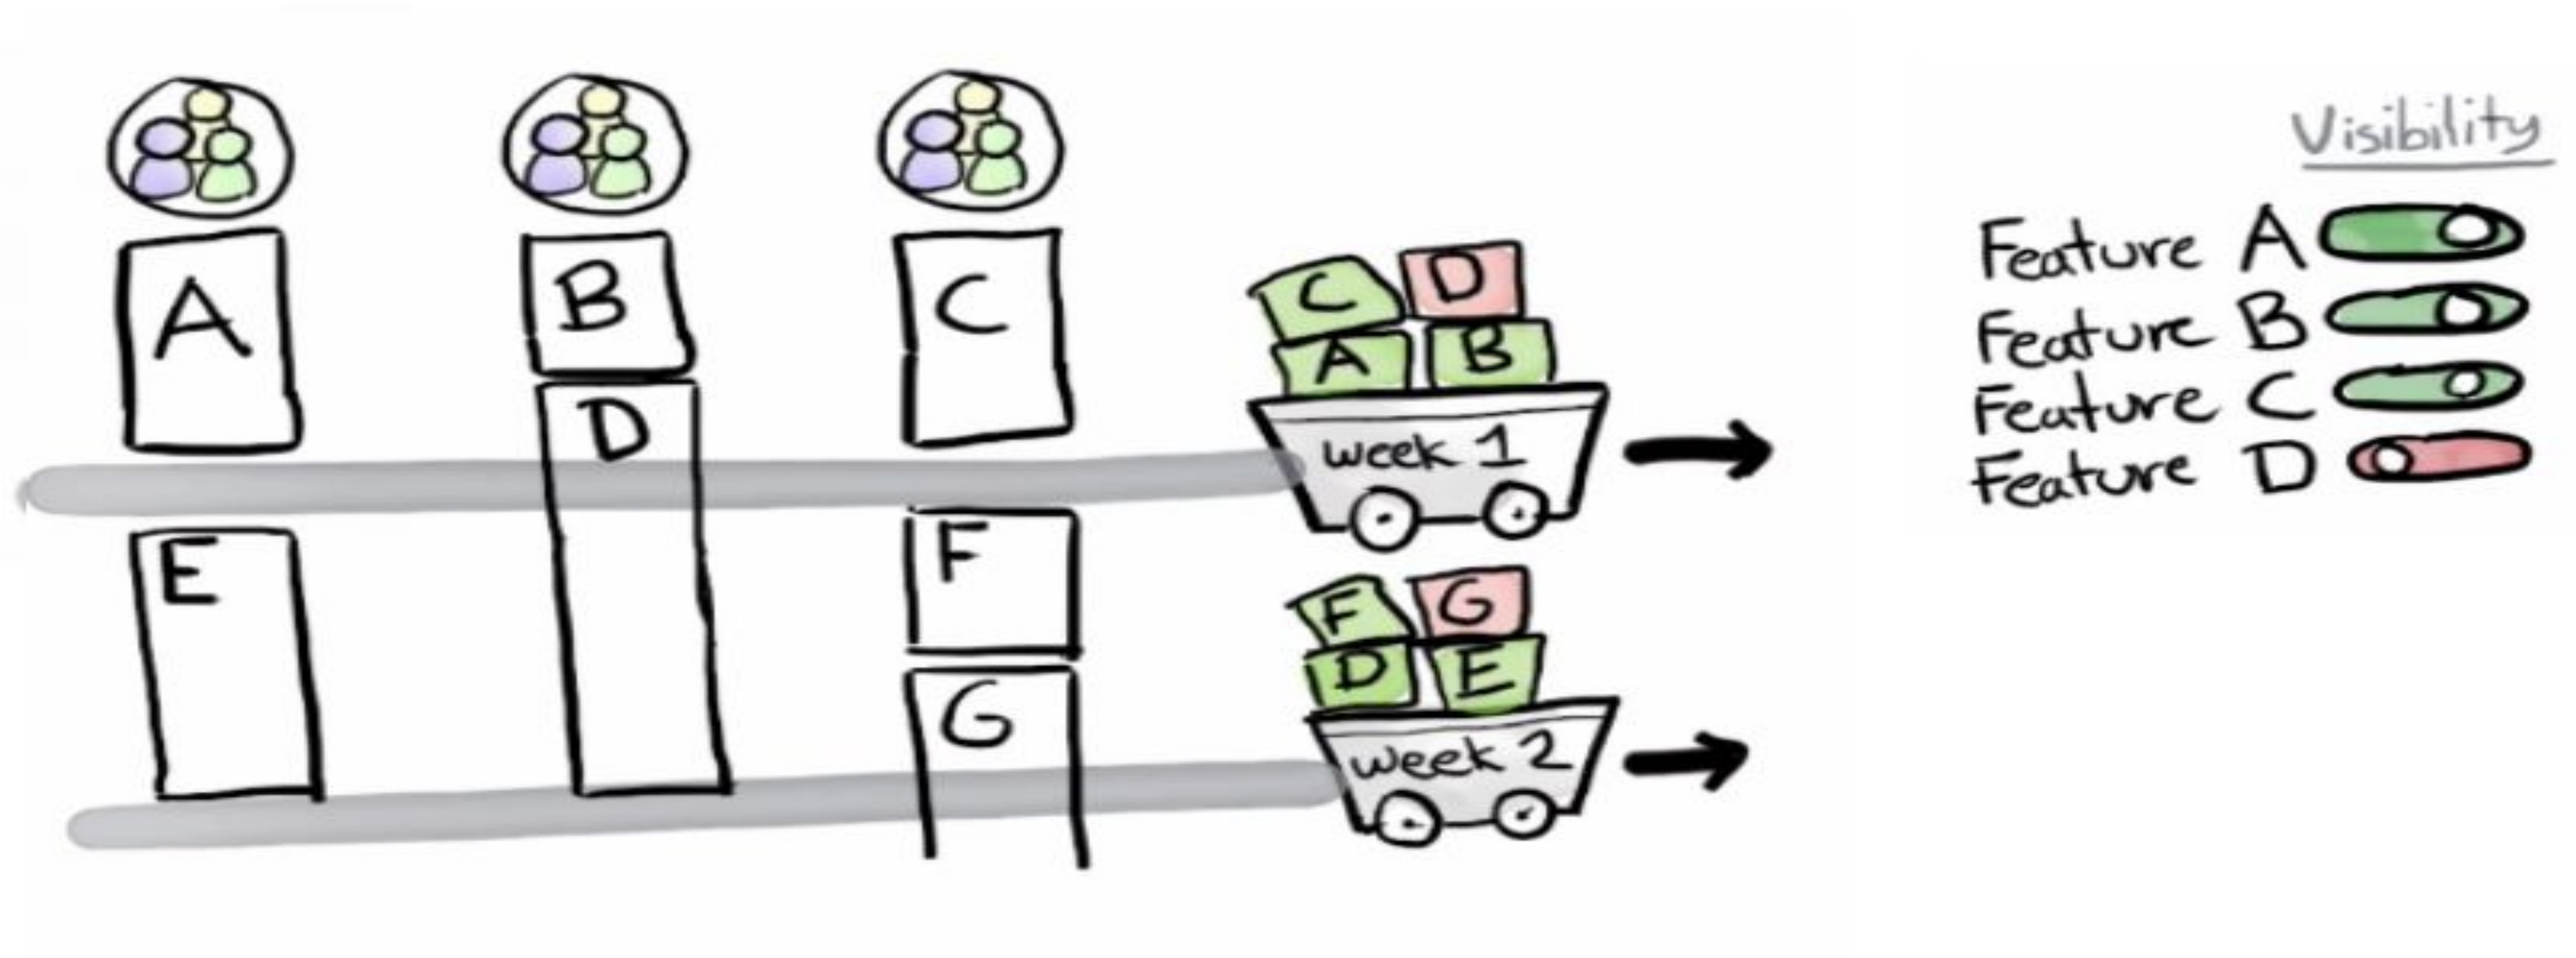 A
B
C
D
E
F
G
C D
A B
week 1
F G
D E
week 2
Visibility
Feature A
Feature B
Feature C
Feature D